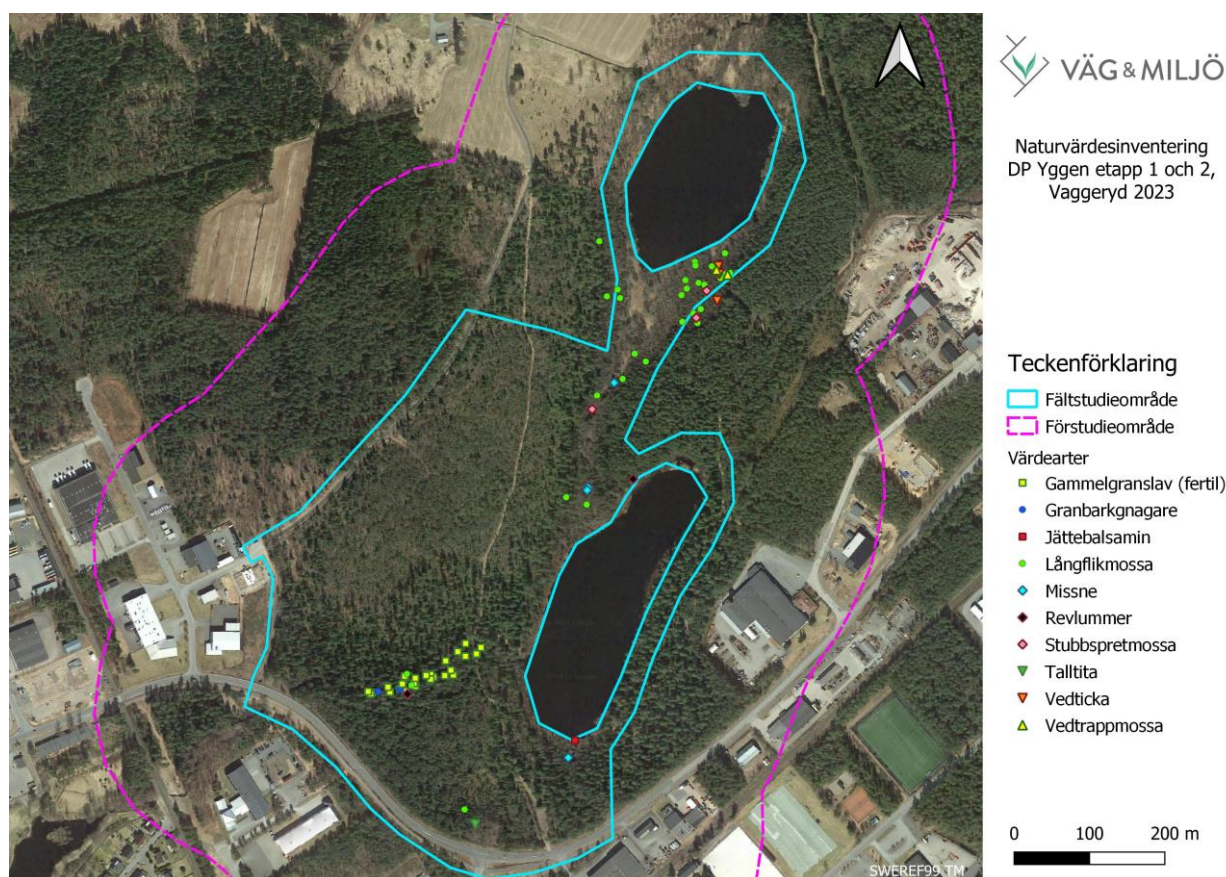 VÄG & MILJÖ
Naturvärdesinventering
DP Yggen etapp 1 och 2,
Vaggeryd 2023
Teckenförklaring
Fältstudieområde
Förstudieområde
Värdearter
Gammelgranslav (fertil)
Granbarkgnagare
Jättebalsamin
Långflikmossa
Missne
Revlummer
Stubbspretmossa
Talltita
Vedticka
Vedtrappmossa
0 100 200 m
SWEREF99 TM